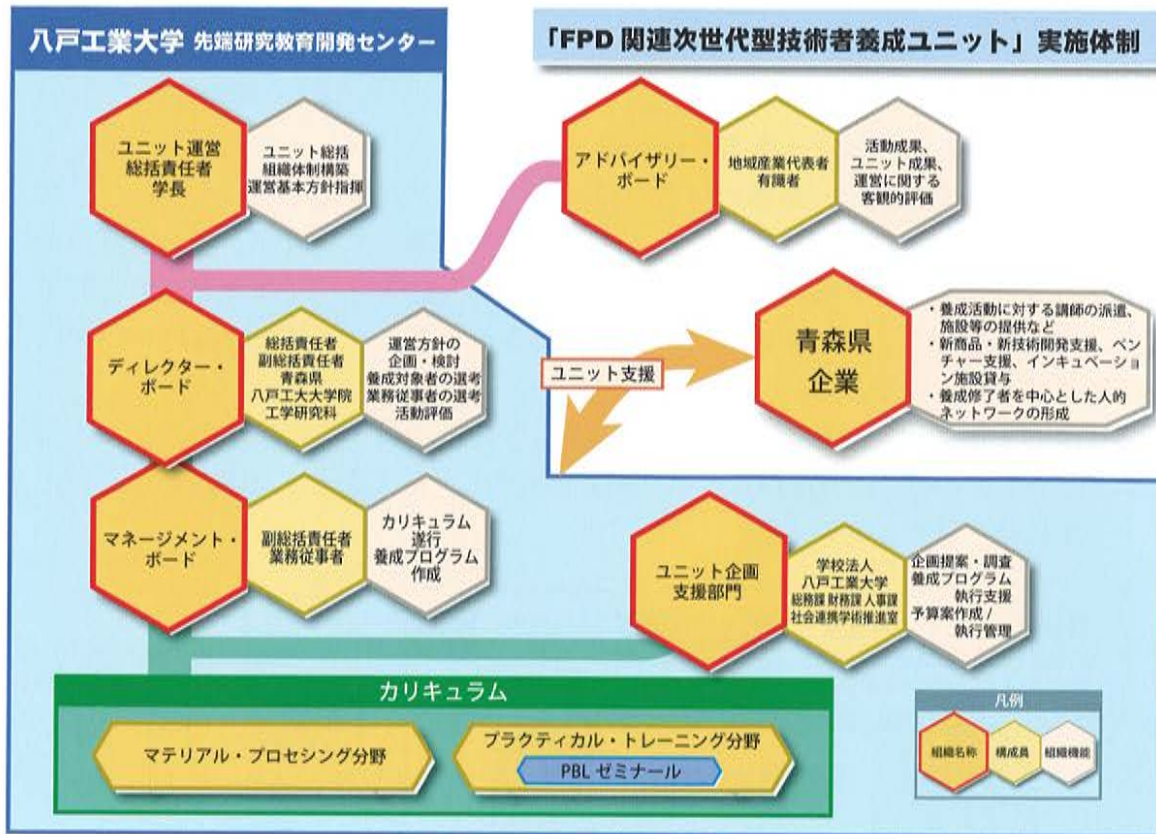 八戸工業大学 先端研究教育開発センター
「FPD 関連次世代型技術者養成ユニット」実施体制
ユニット運営
総括責任者
学長
ユニット総括
組織体制構築
運営基本方針指揮
アドバイザリー・
ボード
地域産業代表者
有識者
活動成果、
ユニット成果、
運営に関する
客観的評価
ディレクター・
ボード
総括責任者
副総括責任者
青森県
八戸工大大学院
工学研究科
運営方針の
企画・検討
養成対象者の選考
業務従事者の選考
活動評価
ユニット支援
青森県
企業
・養成活動に対する講師の派遣、
施設等の提供など
・新商品・新技術開発支援、ベン
チャー支援、インキュベーショ
ン施設貸与
・養成修了者を中心とした人的
ネットワークの形成
マネージメント・
ボード
副総括責任者
業務従事者
カリキュラム
遂行
養成プログラム
作成
ユニット企画
支援部門
学校法人
八戸工業大学
総務課 財務課 人事課
社会連携学術推進室
企画提案・調査
養成プログラム
執行支援
予算案作成 /
執行管理
カリキュラム
マテリアル・プロセシング分野
プラクティカル・トレーニング分野
PBL ゼミナール
凡例
組織名称
構成員
組織機能